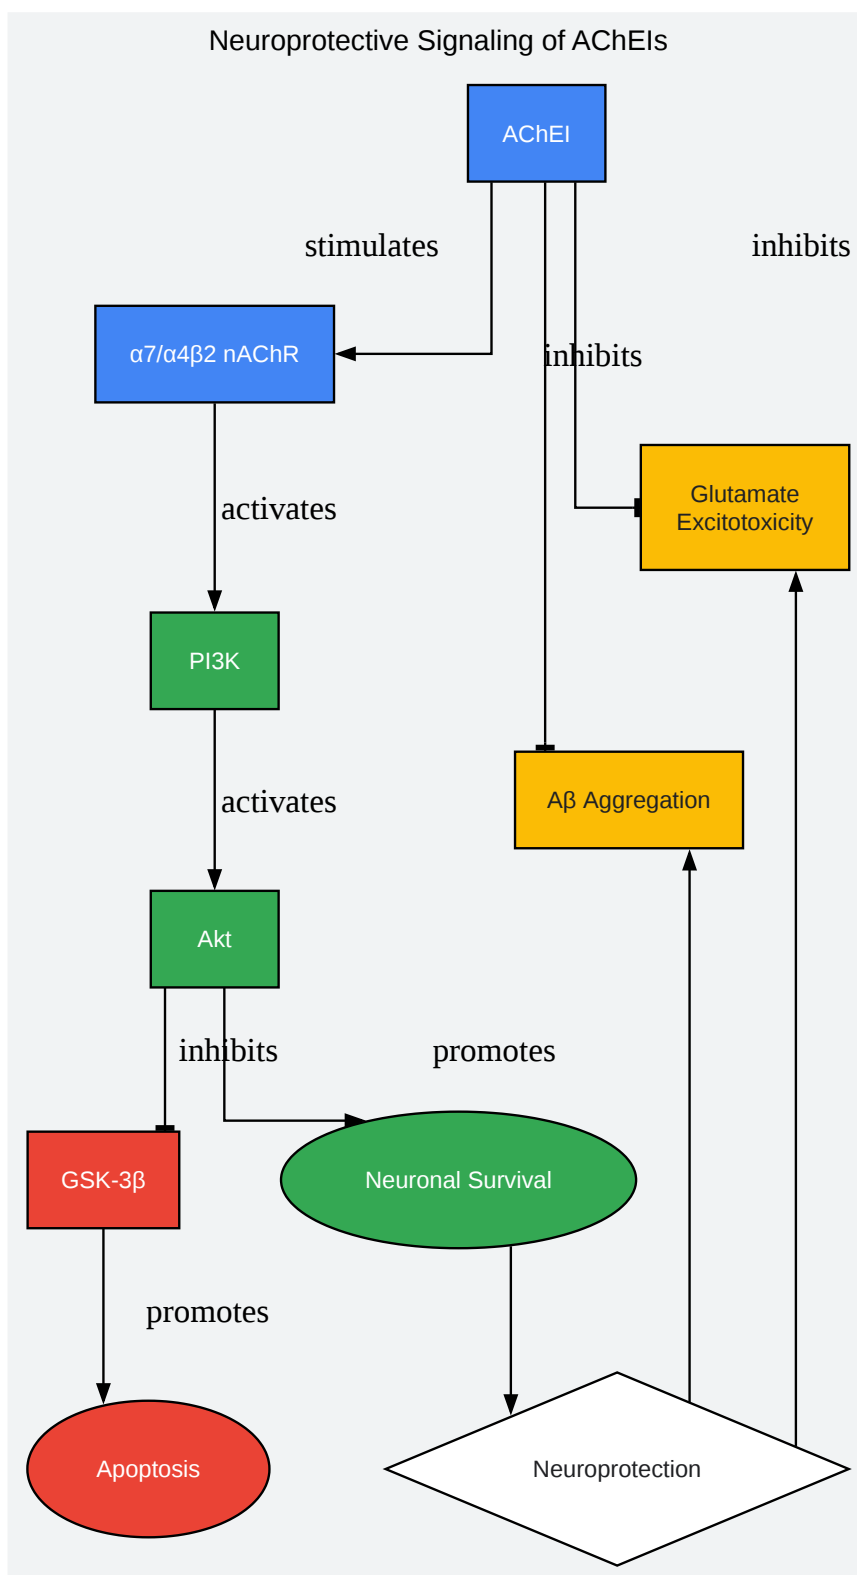 Neuroprotective Signaling of AChEIs
AChEI
stimulates
inhibits
α7/α4β2 nAChR
inhibits
Glutamate
Excitotoxicity
activates
PI3K
activates
Aβ Aggregation
Akt
inhibits
promotes
GSK-3β
Neuronal Survival
promotes
Apoptosis
Neuroprotection